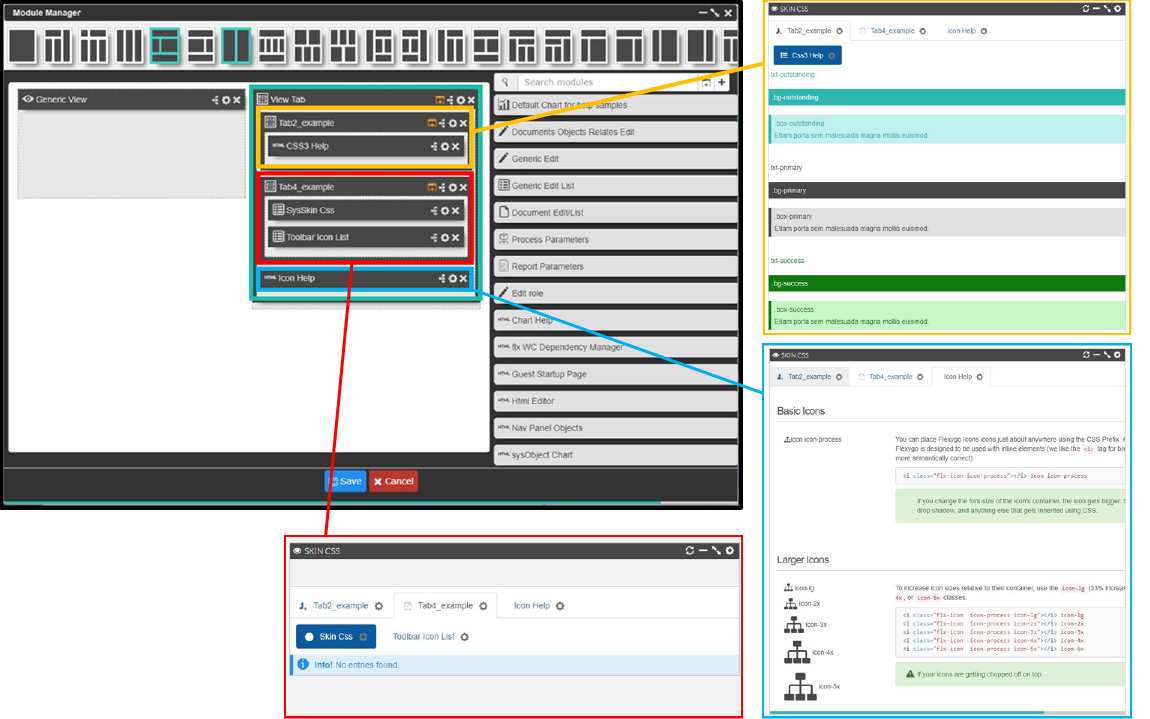 Module Manager
Search modules
Generic View
View Tab
Tab2_example
HTML CSS3 Help
Tab4_example
SysSkin Css
Toolbar Icon List
HTML Icon Help
Default Chart for help samples
Documents Objects Relates Edit
Generic Edit
Generic Edit List
Document Edit/List
Process Parameters
Report Parameters
Edit role
HTML Chart Help
HTML flx WC Dependency Manager
HTML Guest Startup Page
HTML Html Editor
HTML Nav Panel Objects
HTML sysObject Chart
Save Cancel
SKIN CSS
Tab2_example Tab4_example Icon Help
Css3 Help
.txt-outstanding
.bg-outstanding
.box-outstanding
Etiam porta sem malesuada magna mollis euismod.
.txt-primary
.bg-primary
.box-primary
Etiam porta sem malesuada magna mollis euismod.
.txt-success
.bg-success
.box-success
Etiam porta sem malesuada magna mollis euismod.
SKIN CSS
Tab2_example Tab4_example Icon Help
Basic Icons
icon icon-process
You can place Flexygo Icons icons just about anywhere using the CSS Prefix
Flexygo is designed to be used with inline elements (we like the <i> tag for bre
more semantically correct).
<i class="flx-icon icon-process"></i> icon icon-process
If you change the font-size of the icon's container, the icon gets bigger. S
drop shadow, and anything else that gets inherited using CSS.
Larger Icons
icon-lg
icon-2x
icon-3x
icon-4x
icon-5x
To increase icon sizes relative to their container, use the icon-lg (33% increas
4x, or icon-5x classes.
<i class="flx-icon icon-process icon-lg"></i> icon-lg
<i class="flx-icon icon-process icon-2x"></i> icon-2x
<i class="flx-icon icon-process icon-3x"></i> icon-3x
<i class="flx-icon icon-process icon-4x"></i> icon-4x
<i class="flx-icon icon-process icon-5x"></i> icon-5x
If your icons are getting chopped off on top
SKIN CSS
Tab2_example Tab4_example Icon Help
Skin Css Toolbar Icon List
Info! No entries found.